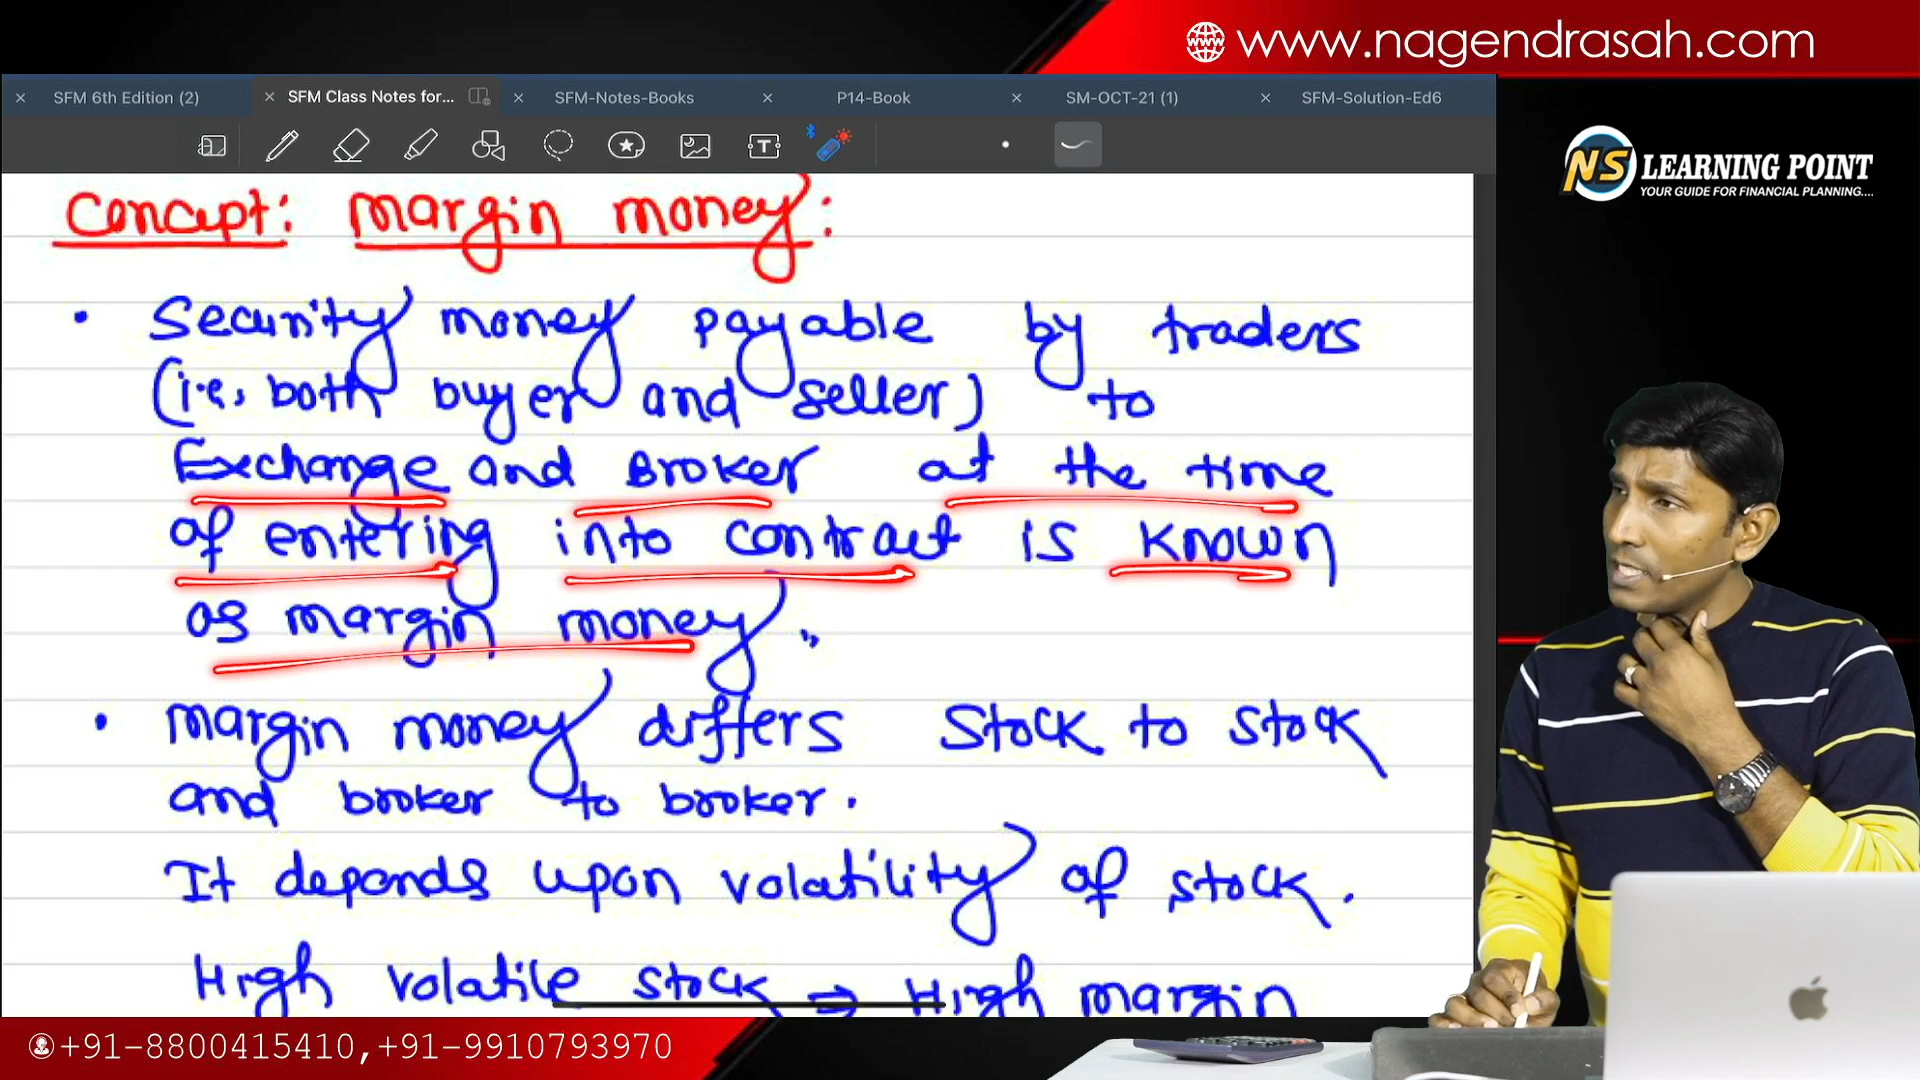 www.nagendrasah.com
SFM 6th Edition (2)
SFM Class Notes for...
SFM-Notes-Books
P14-Book
SM-OCT-21 (1)
SFM-Solution-Ed6
T
NS LEARNING POINT
YOUR GUIDE FOR FINANCIAL PLANNING....
Concept: Margin money:
• Security money payable by traders
(i.e, both buyer and seller) to
Exchange and Broker at the time
of entering into contract is known
as margin money.
• Margin money differs Stock to stock
and broker to broker.
It depends upon volatility of stock.
High volatile stock → High margin
+91-8800415410,+91-9910793970